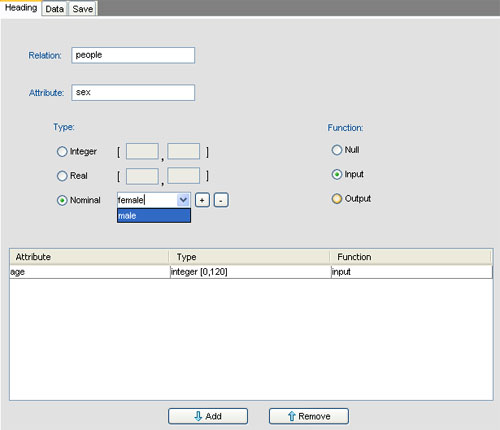 Heading Data Save
Relation: people
Attribute: sex
Type: Function:
Integer [ , ] Null
Real [ , ] Input
Nominal female + - Output
male
Attribute Type Function
age integer [0,120] input
Add Remove